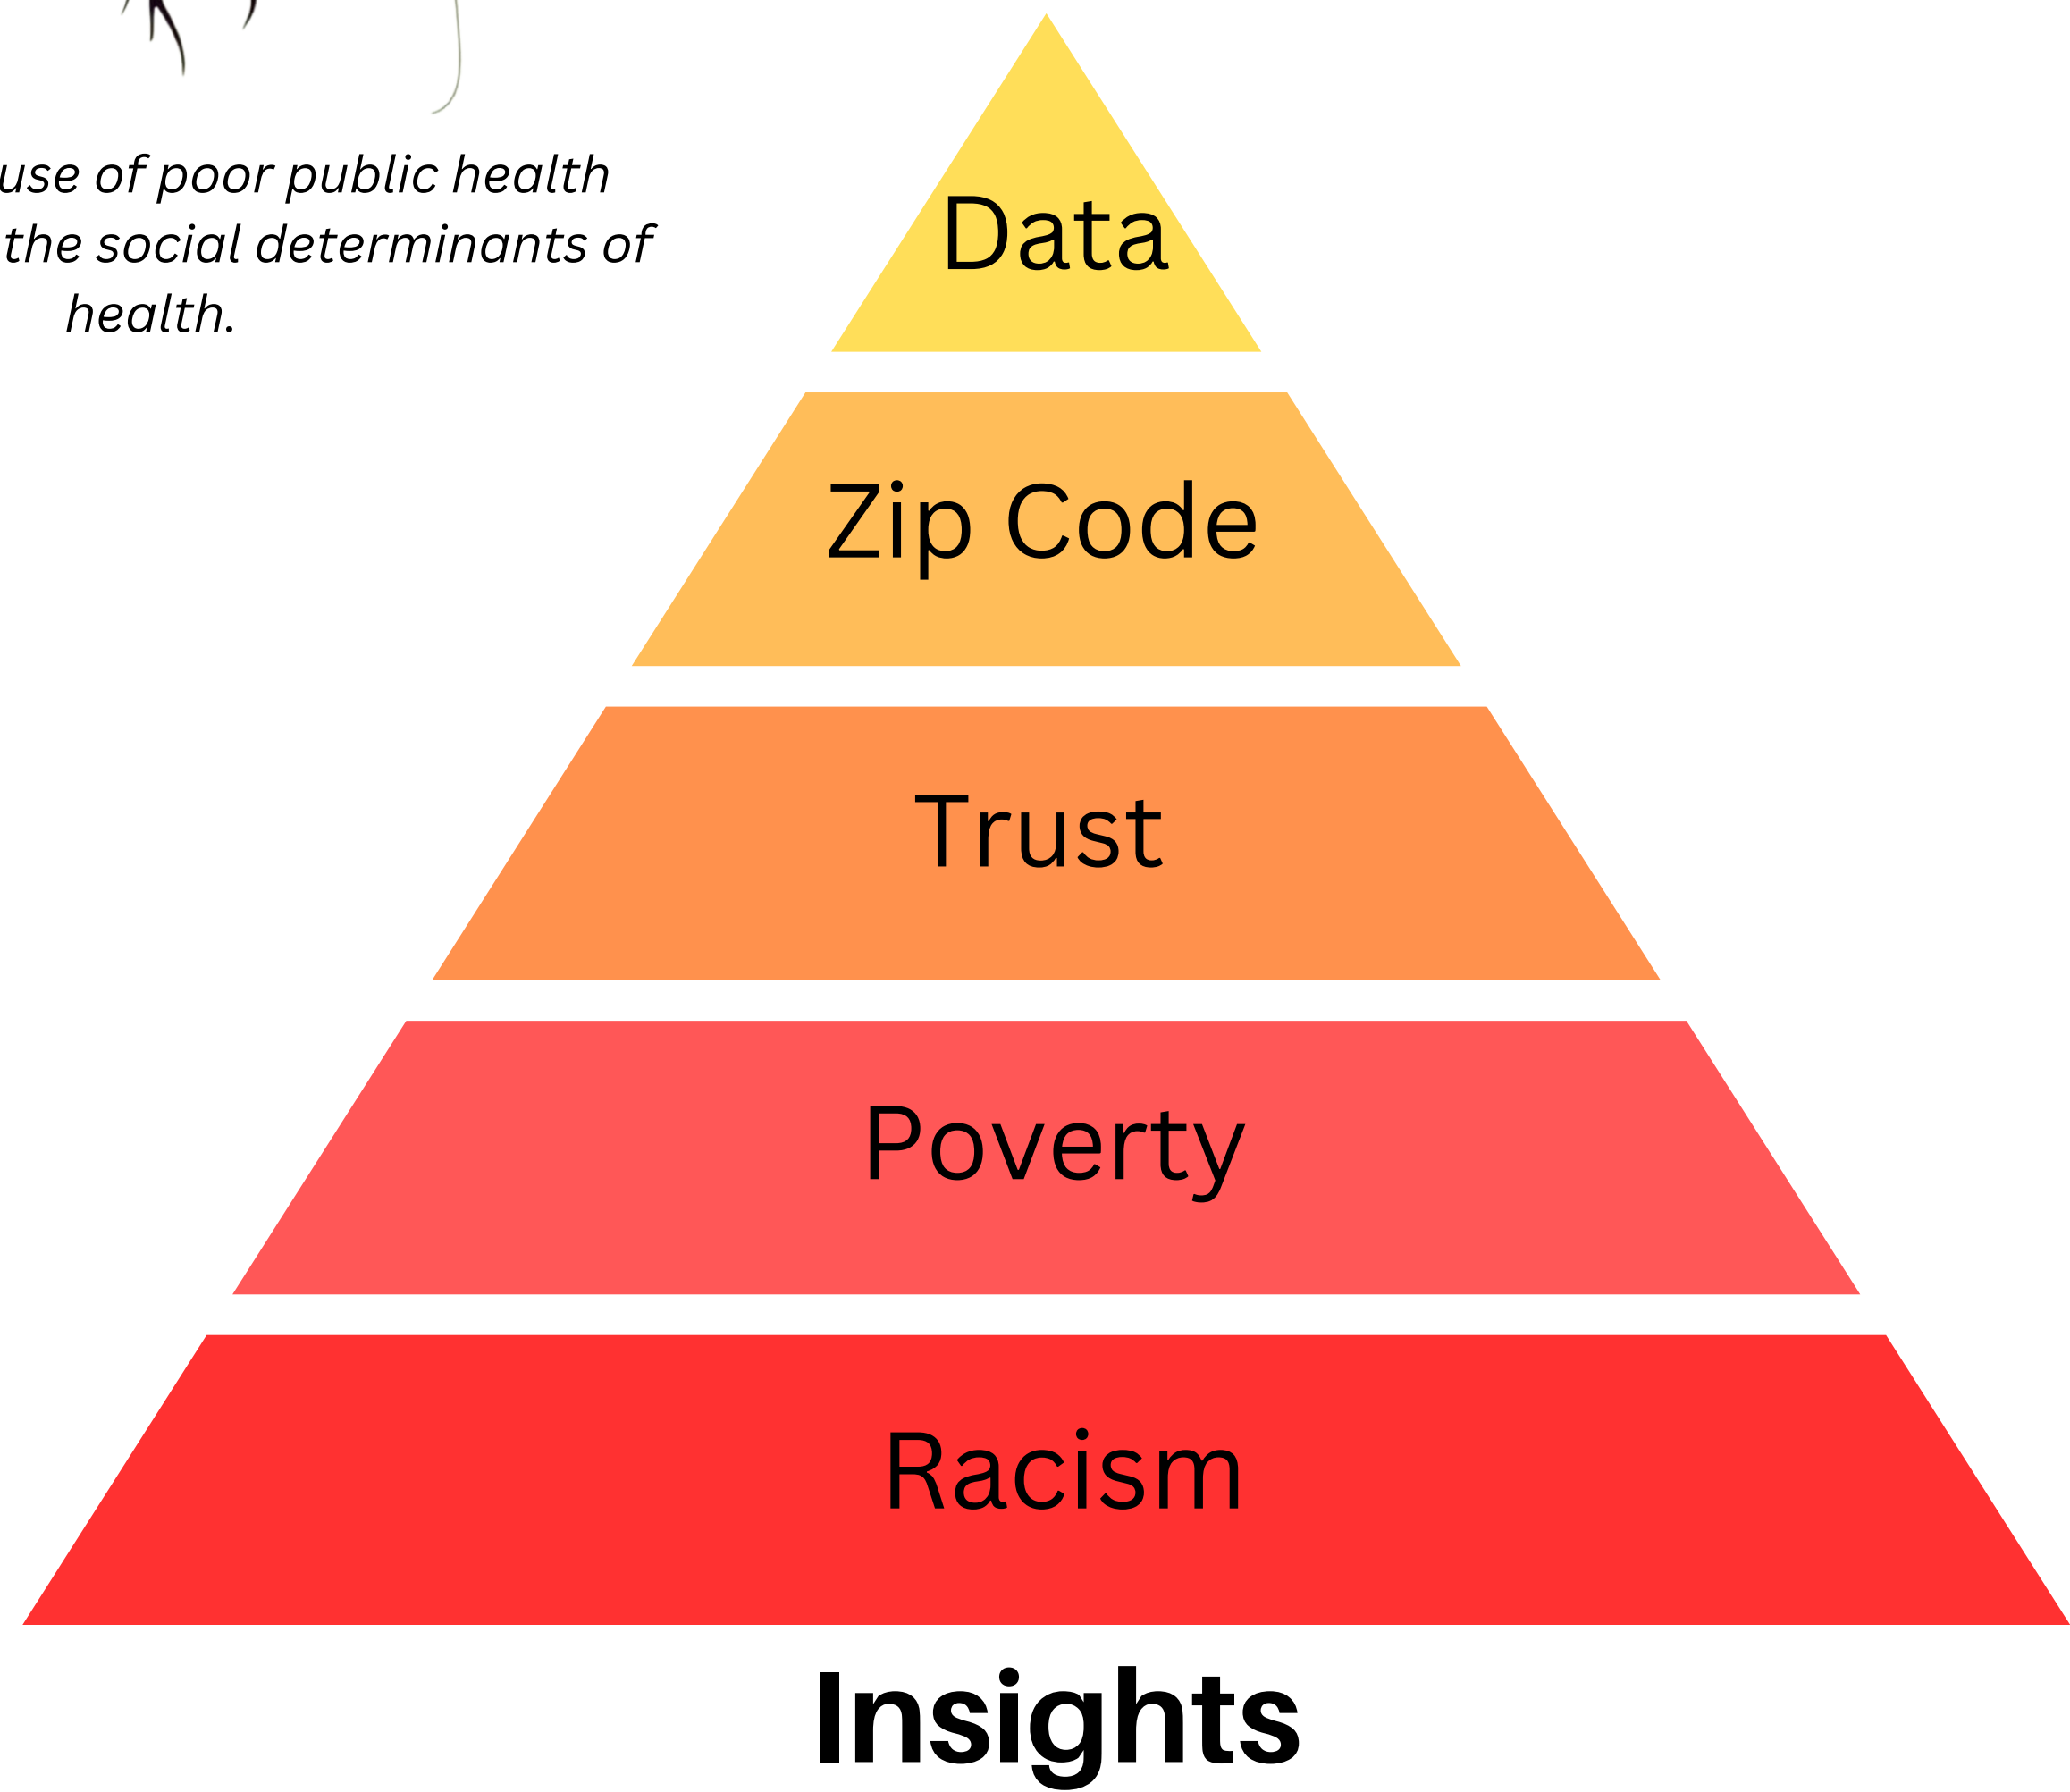 use of poor public health
the social determinants of
health.
Data
Zip Code
Trust
Poverty
Racism
Insights